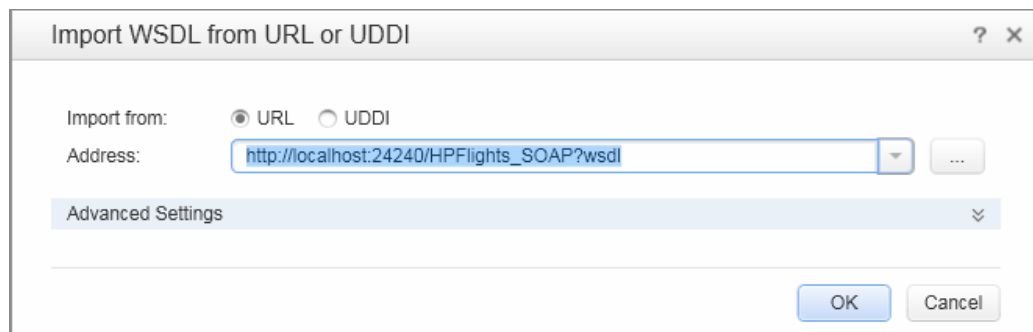 Import WSDL from URL or UDDI ? ×
Import from: URL UDDI
Address: http://localhost:24240/HPFlights_SOAP?wsdl ...
Advanced Settings
OK Cancel